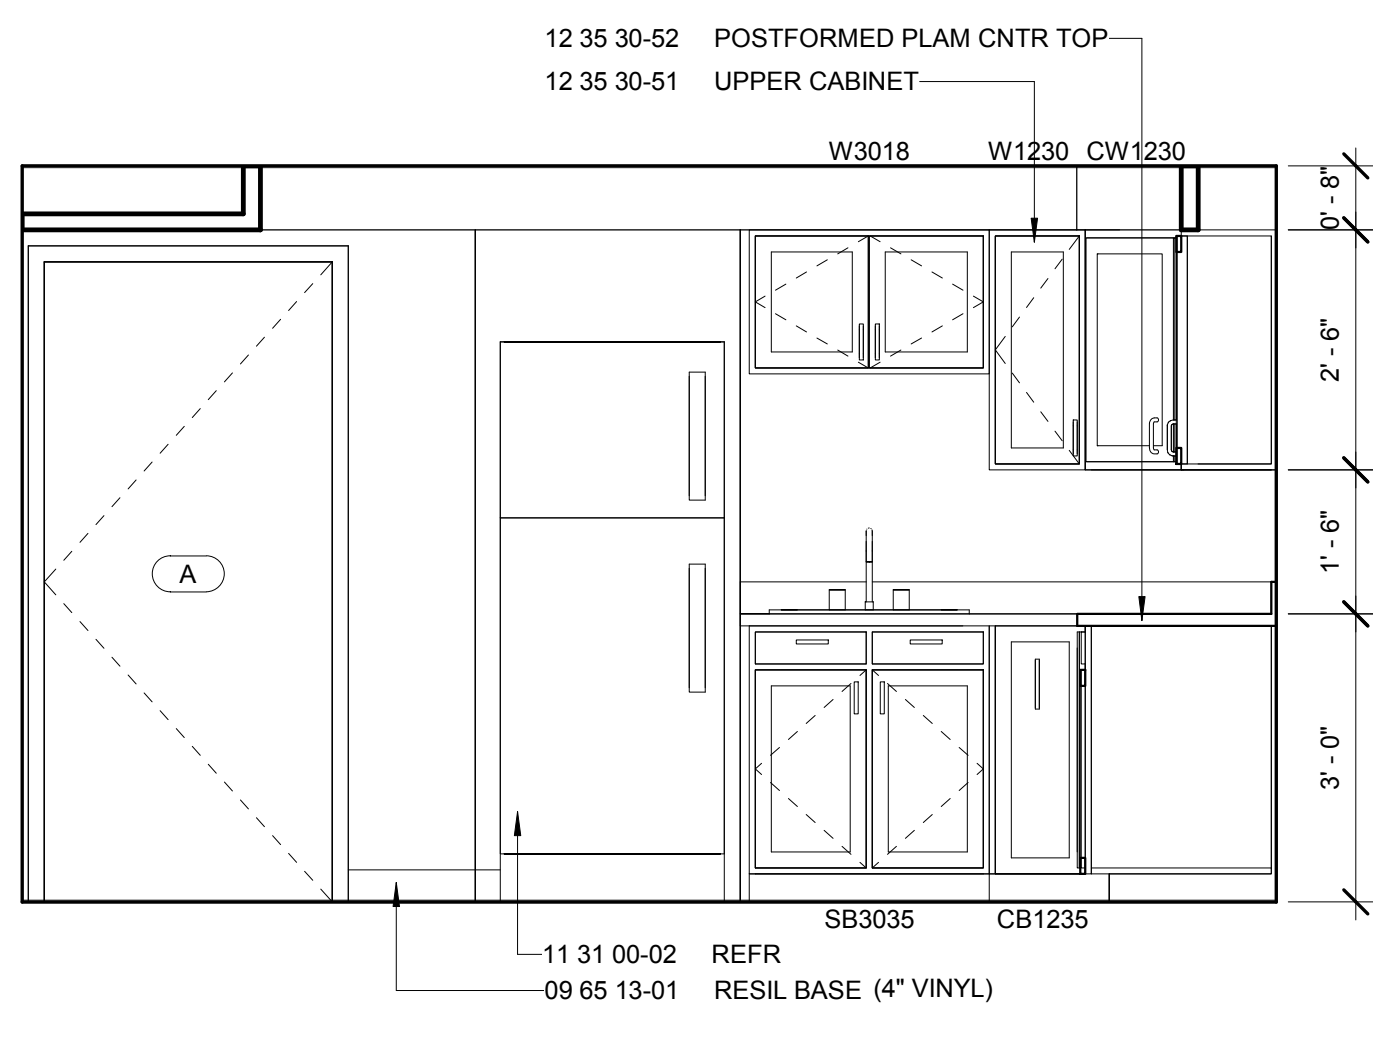 12 35 30-52 POSTFORMED PLAM CNTR TOP
12 35 30-51 UPPER CABINET
W3018 W1230 CW1230
0' - 8"
2' - 6"
1' - 6"
A
3' - 0"
SB3035 CB1235
11 31 00-02 REFR
09 65 13-01 RESIL BASE (4" VINYL)